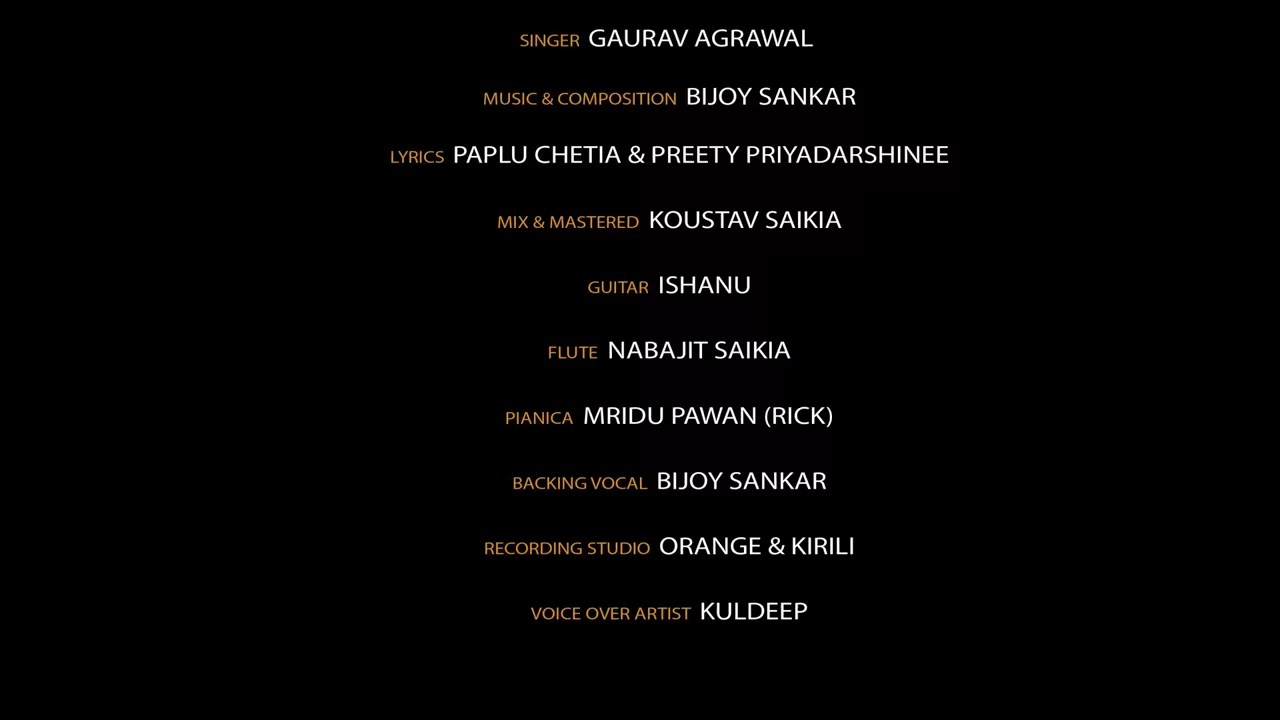 SINGER GAURAV AGRAWAL
MUSIC & COMPOSITION BIJOY SANKAR
LYRICS PAPLU CHETIA & PREETY PRIYADARSHINEE
MIX & MASTERED KOUSTAV SAIKIA
GUITAR ISHANU
FLUTE NABAJIT SAIKIA
PIANICA MRIDU PAWAN (RICK)
BACKING VOCAL BIJOY SANKAR
RECORDING STUDIO ORANGE & KIRILI
VOICE OVER ARTIST KULDEEP